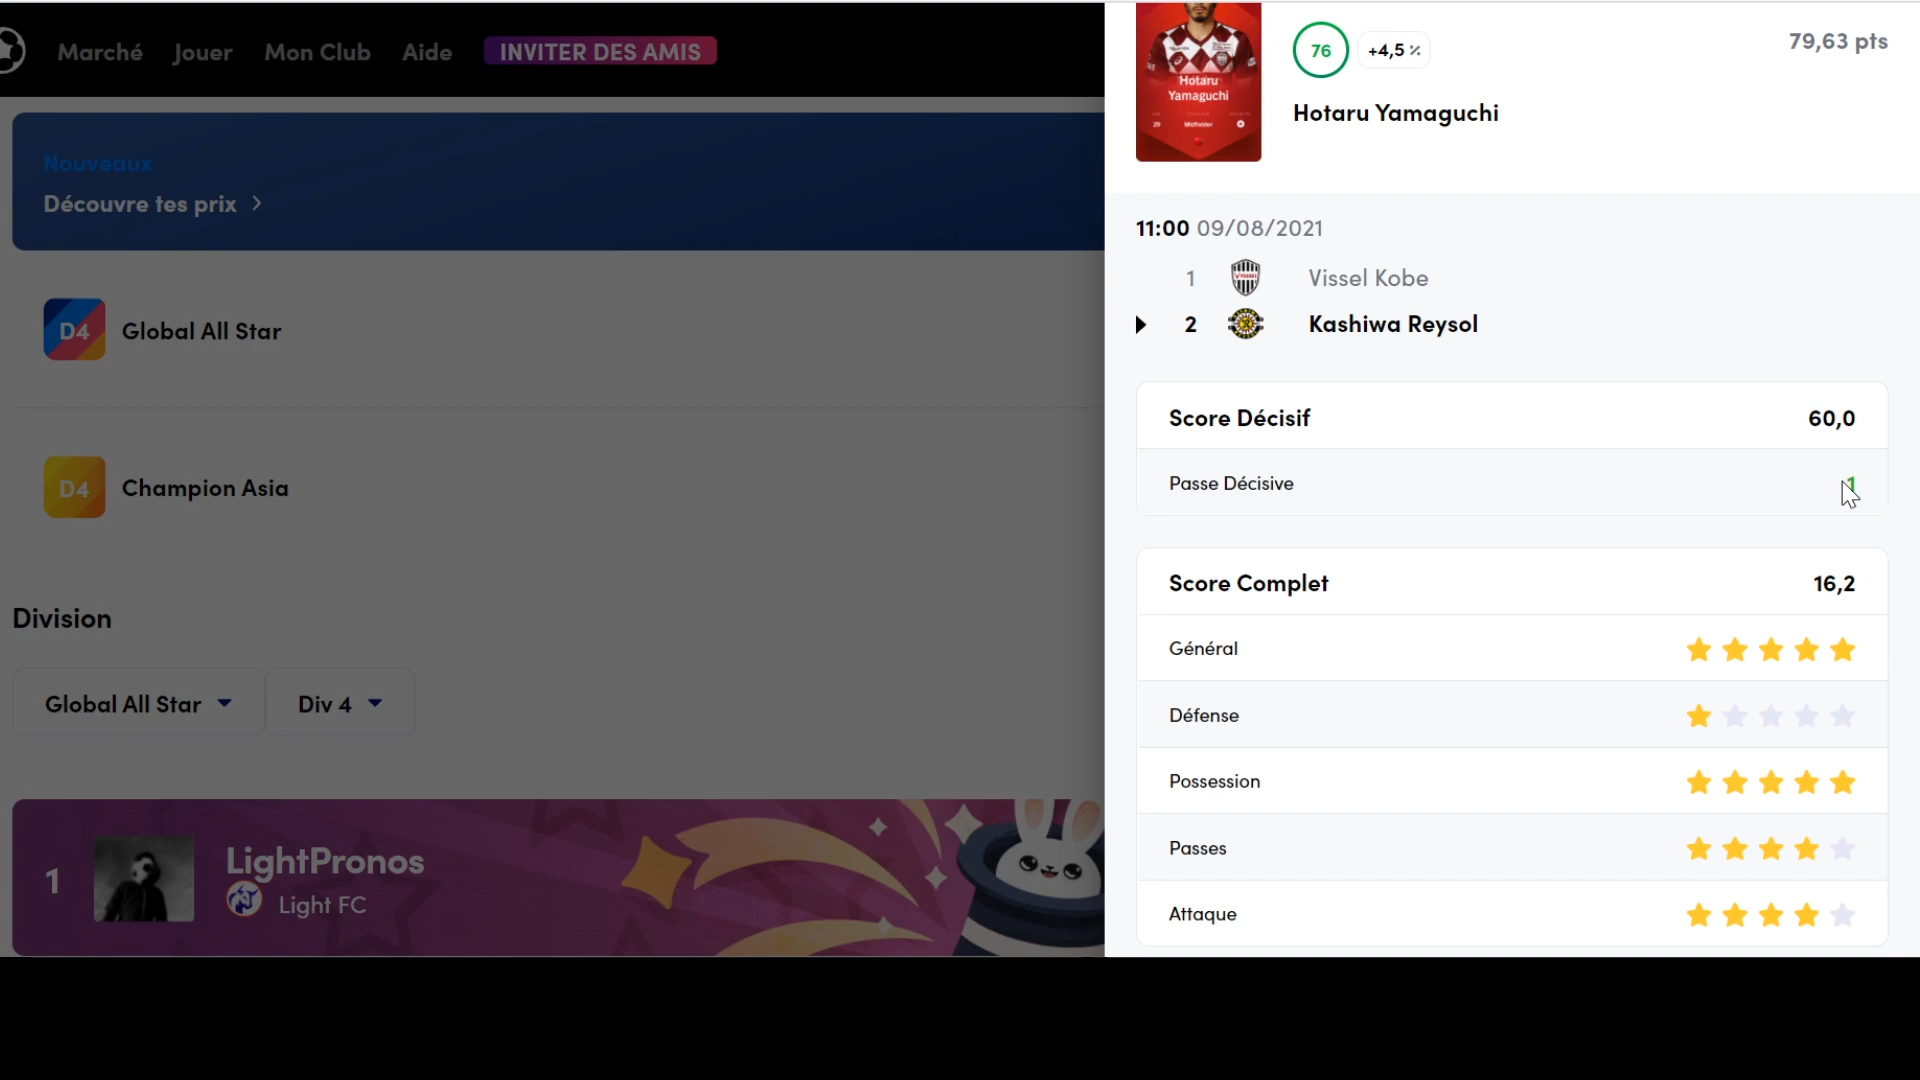 Marché Jouer Mon Club Aide INVITER DES AMIS
Nouveaux
Découvre tes prix
D4 Global All Star
D4 Champion Asia
Division
Global All Star Div 4
1 LightPronos
Light FC
Hotaru
Yamaguchi
29 Midfielder
76 +4,5 % 79,63 pts
Hotaru Yamaguchi
11:00 09/08/2021
1 Vissel Kobe
2 Kashiwa Reysol
Score Décisif 60,0
Passe Décisive 1
Score Complet 16,2
Général
Défense
Possession
Passes
Attaque